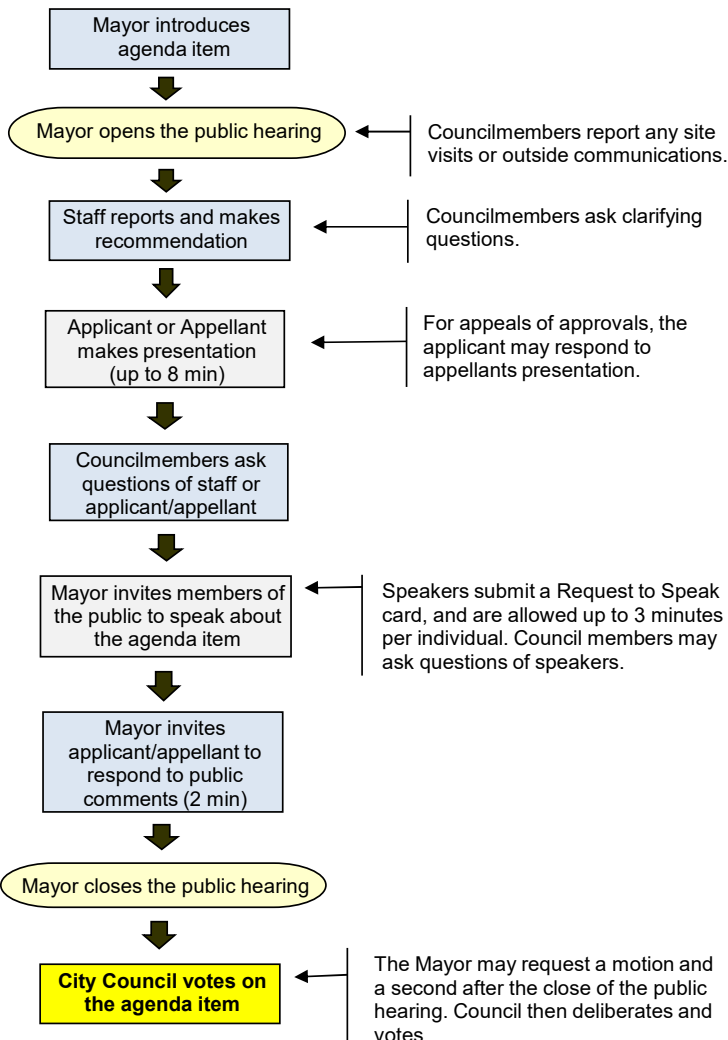 Mayor introduces
agenda item
Mayor opens the public hearing
Councilmembers report any site
visits or outside communications.
Staff reports and makes
recommendation
Councilmembers ask clarifying
questions.
Applicant or Appellant
makes presentation
(up to 8 min)
For appeals of approvals, the
applicant may respond to
appellants presentation.
Councilmembers ask
questions of staff or
applicant/appellant
Mayor invites members of
the public to speak about
the agenda item
Speakers submit a Request to Speak
card, and are allowed up to 3 minutes
per individual. Council members may
ask questions of speakers.
Mayor invites
applicant/appellant to
respond to public
comments (2 min)
Mayor closes the public hearing
City Council votes on
the agenda item
The Mayor may request a motion and
a second after the close of the public
hearing. Council then deliberates and
votes